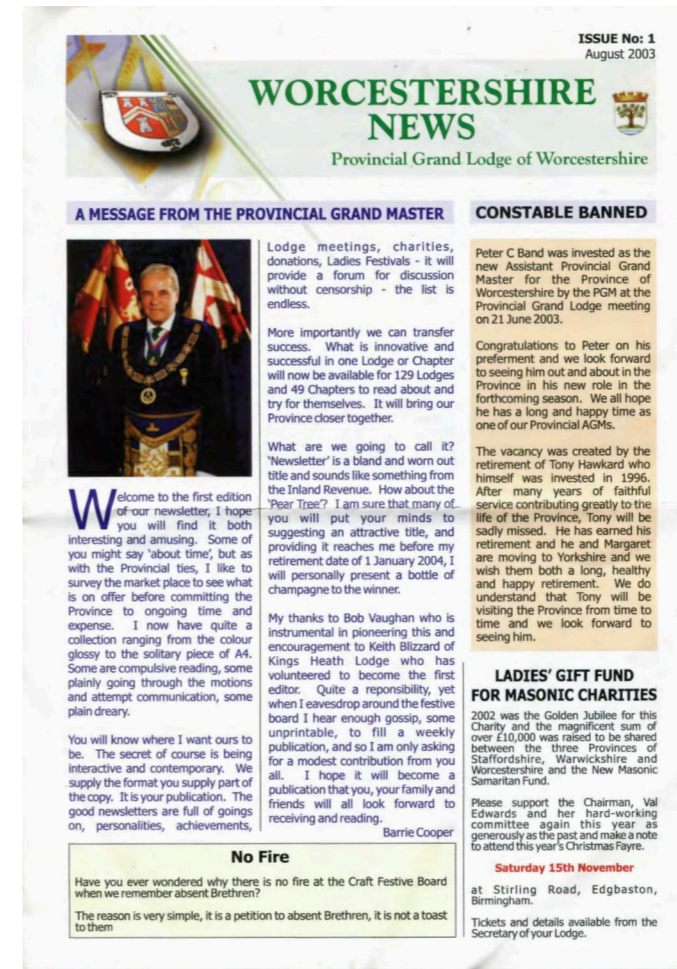 ISSUE No: 1
August 2003
WORCESTERSHIRE
NEWS
Provincial Grand Lodge of Worcestershire
A MESSAGE FROM THE PROVINCIAL GRAND MASTER
Welcome to the first edition
of our newsletter, I hope
you will find it both
interesting and amusing. Some of
you might say 'about time', but as
with the Provincial ties, I like to
survey the market place to see what
is on offer before committing the
Province to ongoing time and
expense. I now have quite a
collection ranging from the colour
glossy to the solitary piece of A4.
Some are compulsive reading, some
plainly going through the motions
and attempt communication, some
plain dreary.
You will know where I want ours to
be. The secret of course is being
interactive and contemporary. We
supply the format you supply part of
the copy. It is your publication. The
good newsletters are full of goings
on, personalities, achievements,
Lodge meetings, charities,
donations, Ladies Festivals - it will
provide a forum for discussion
without censorship - the list is
endless.
More importantly we can transfer
success. What is innovative and
successful in one Lodge or Chapter
will now be available for 129 Lodges
and 49 Chapters to read about and
try for themselves. It will bring our
Province closer together.
What are we going to call it?
'Newsletter' is a bland and worn out
title and sounds like something from
the Inland Revenue. How about the
'Pear Tree'? I am sure that many of
you will put your minds to
suggesting an attractive title, and
providing it reaches me before my
retirement date of 1 January 2004, I
will personally present a bottle of
champagne to the winner.
My thanks to Bob Vaughan who is
instrumental in pioneering this and
encouragement to Keith Blizzard of
Kings Heath Lodge who has
volunteered to become the first
editor. Quite a reponsibility, yet
when I eavesdrop around the festive
board I hear enough gossip, some
unprintable, to fill a weekly
publication, and so I am only asking
for a modest contribution from you
all. I hope it will become a
publication that you, your family and
friends will all look forward to
receiving and reading.
Barrie Cooper
No Fire
Have you ever wondered why there is no fire at the Craft Festive Board
when we remember absent Brethren?
The reason is very simple, it is a petition to absent Brethren, it is not a toast
to them
CONSTABLE BANNED
Peter C Band was invested as the
new Assistant Provincial Grand
Master for the Province of
Worcestershire by the PGM at the
Provincial Grand Lodge meeting
on 21 June 2003.
Congratulations to Peter on his
preferment and we look forward
to seeing him out and about in the
Province in his new role in the
forthcoming season. We all hope
he has a long and happy time as
one of our Provincial AGMs.
The vacancy was created by the
retirement of Tony Hawkard who
himself was invested in 1996.
After many years of faithful
service contributing greatly to the
life of the Province, Tony will be
sadly missed. He has earned his
retirement and he and Margaret
are moving to Yorkshire and we
wish them both a long, healthy
and happy retirement. We do
understand that Tony will be
visiting the Province from time to
time and we look forward to
seeing him.
LADIES' GIFT FUND
FOR MASONIC CHARITIES
2002 was the Golden Jubilee for this
Charity and the magnificent sum of
over £10,000 was raised to be shared
between the three Provinces of
Staffordshire, Warwickshire and
Worcestershire and the New Masonic
Samaritan Fund.
Please support the Chairman, Val
Edwards and her hard-working
committee again this year as
generously as the past and make a note
to attend this year's Christmas Fayre.
Saturday 15th November
at Stirling Road, Edgbaston,
Birmingham.
Tickets and details available from the
Secretary of your Lodge.